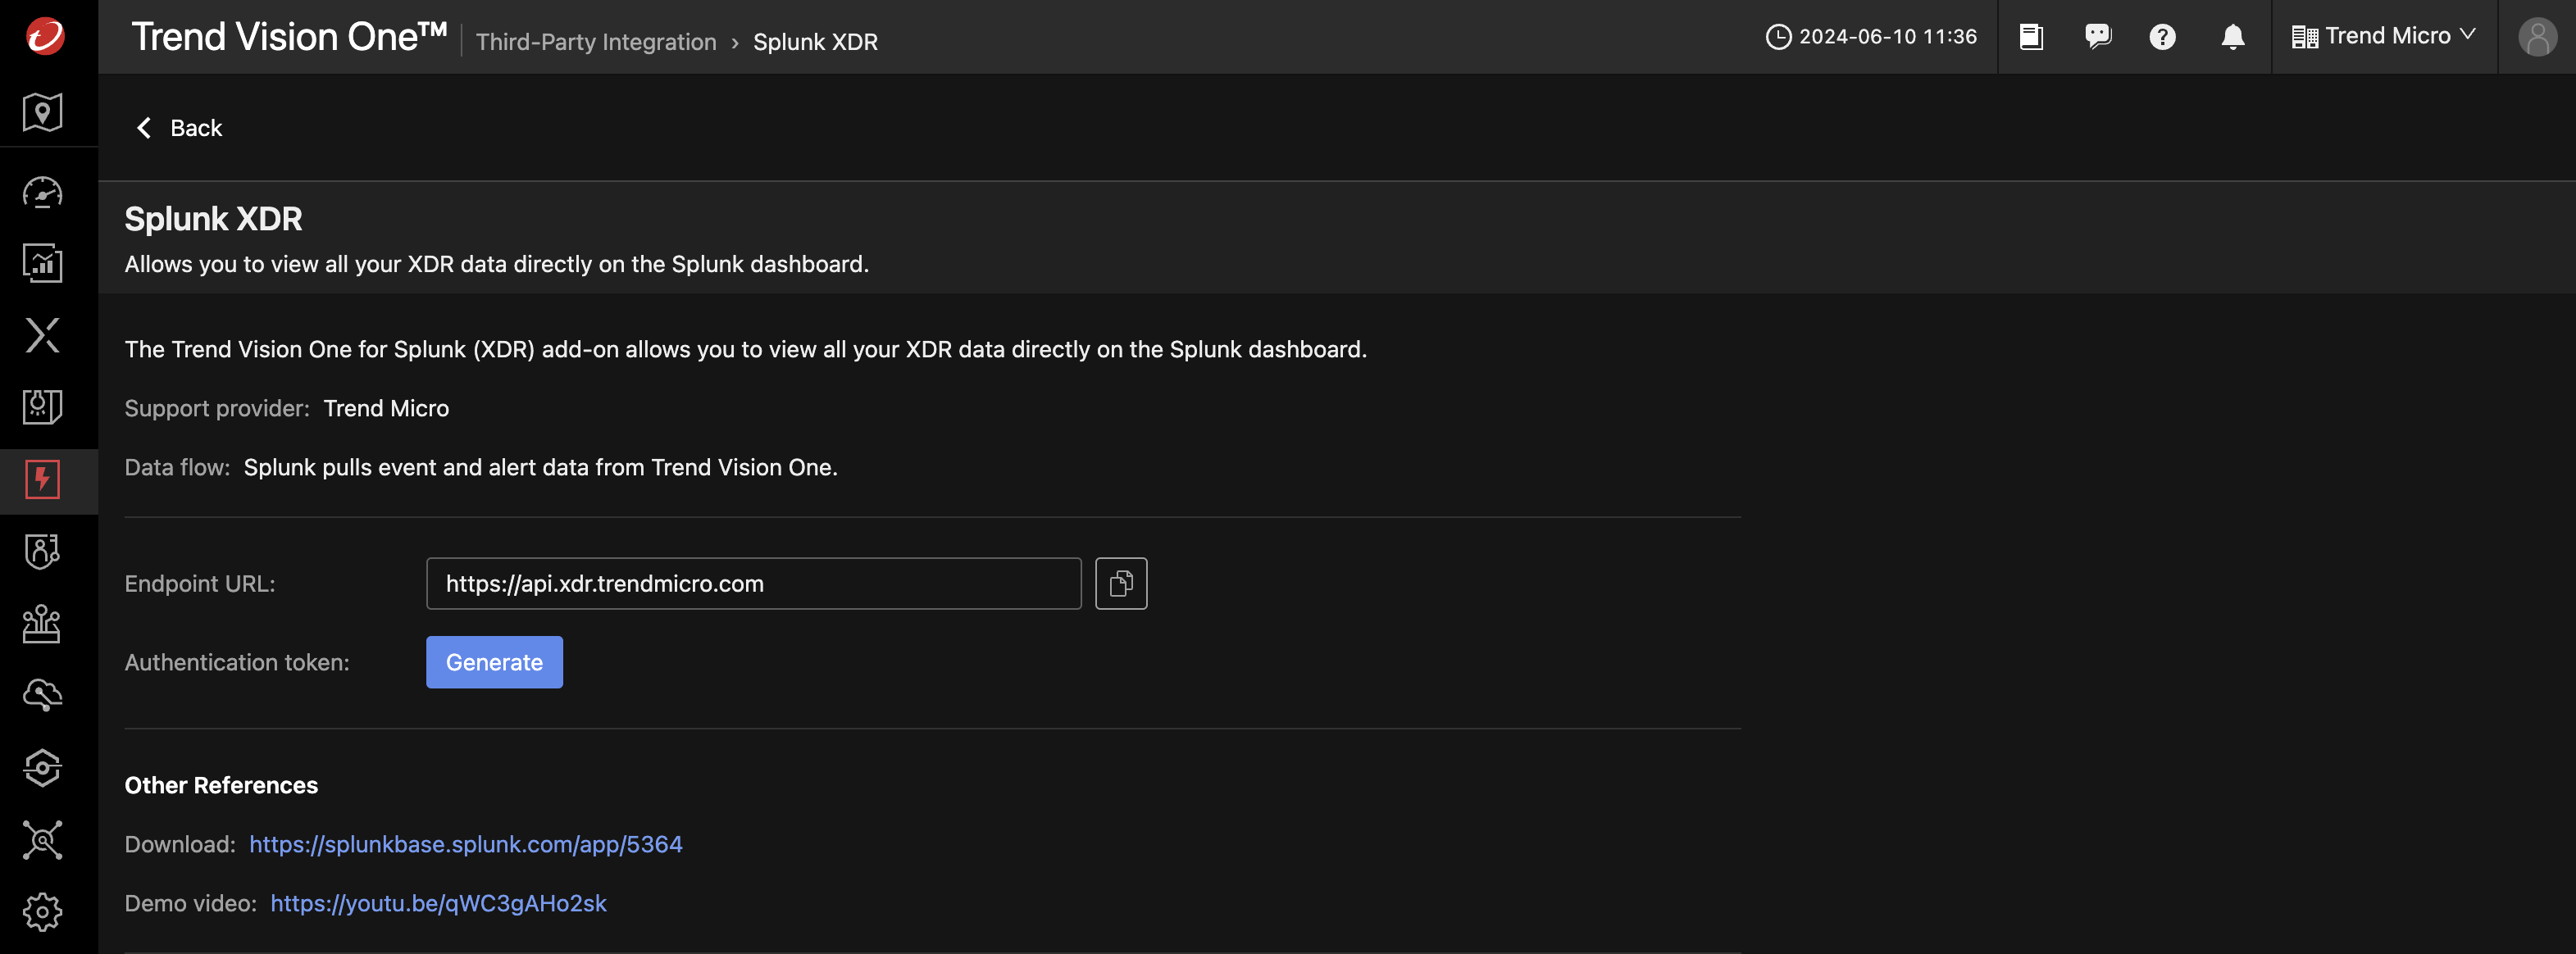 Trend Vision One™ Third-Party Integration › Splunk XDR 2024-06-10 11:36 Trend Micro
Back
Splunk XDR
Allows you to view all your XDR data directly on the Splunk dashboard.
The Trend Vision One for Splunk (XDR) add-on allows you to view all your XDR data directly on the Splunk dashboard.
Support provider: Trend Micro
Data flow: Splunk pulls event and alert data from Trend Vision One.
Endpoint URL: https://api.xdr.trendmicro.com
Authentication token: Generate
Other References
Download: https://splunkbase.splunk.com/app/5364
Demo video: https://youtu.be/qWC3gAHo2sk